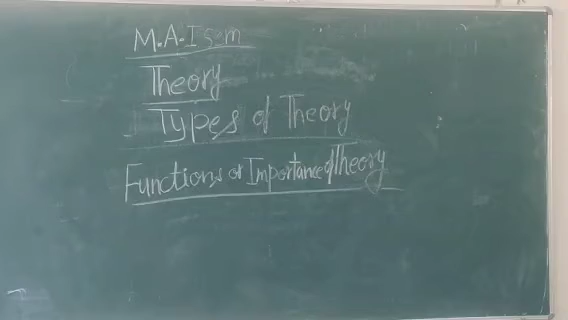 M.A.I Sem
Theory
Types of Theory
Functions or Importance of Theory